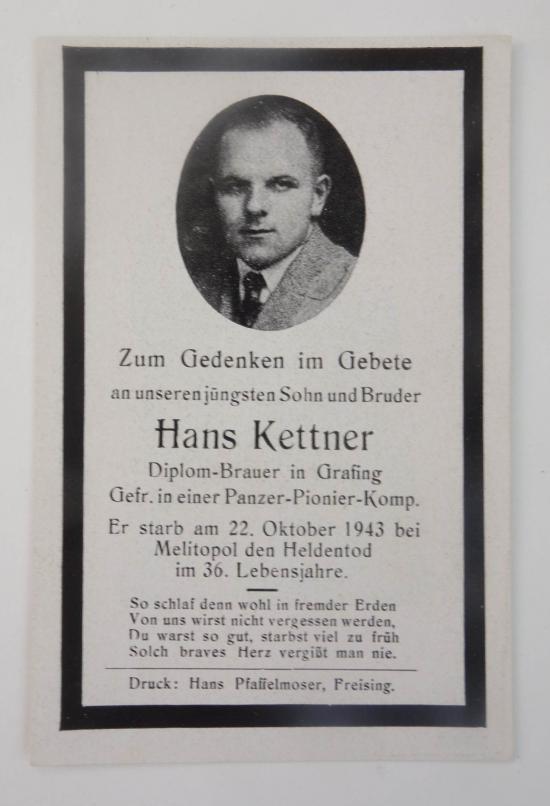 Zum Gedenken im Gebete
an unseren jüngsten Sohn und Bruder
Hans Kettner
Diplom-Brauer in Grafing
Gefr. in einer Panzer-Pionier-Komp.
Er starb am 22. Oktober 1943 bei
Melitopol den Heldentod
im 36. Lebensjahre.
So schlaf denn wohl in fremder Erden
Von uns wirst nicht vergessen werden,
Du warst so gut, starbst viel zu früh
Solch braves Herz vergißt man nie.
Druck: Hans Pfaffelmoser, Freising.